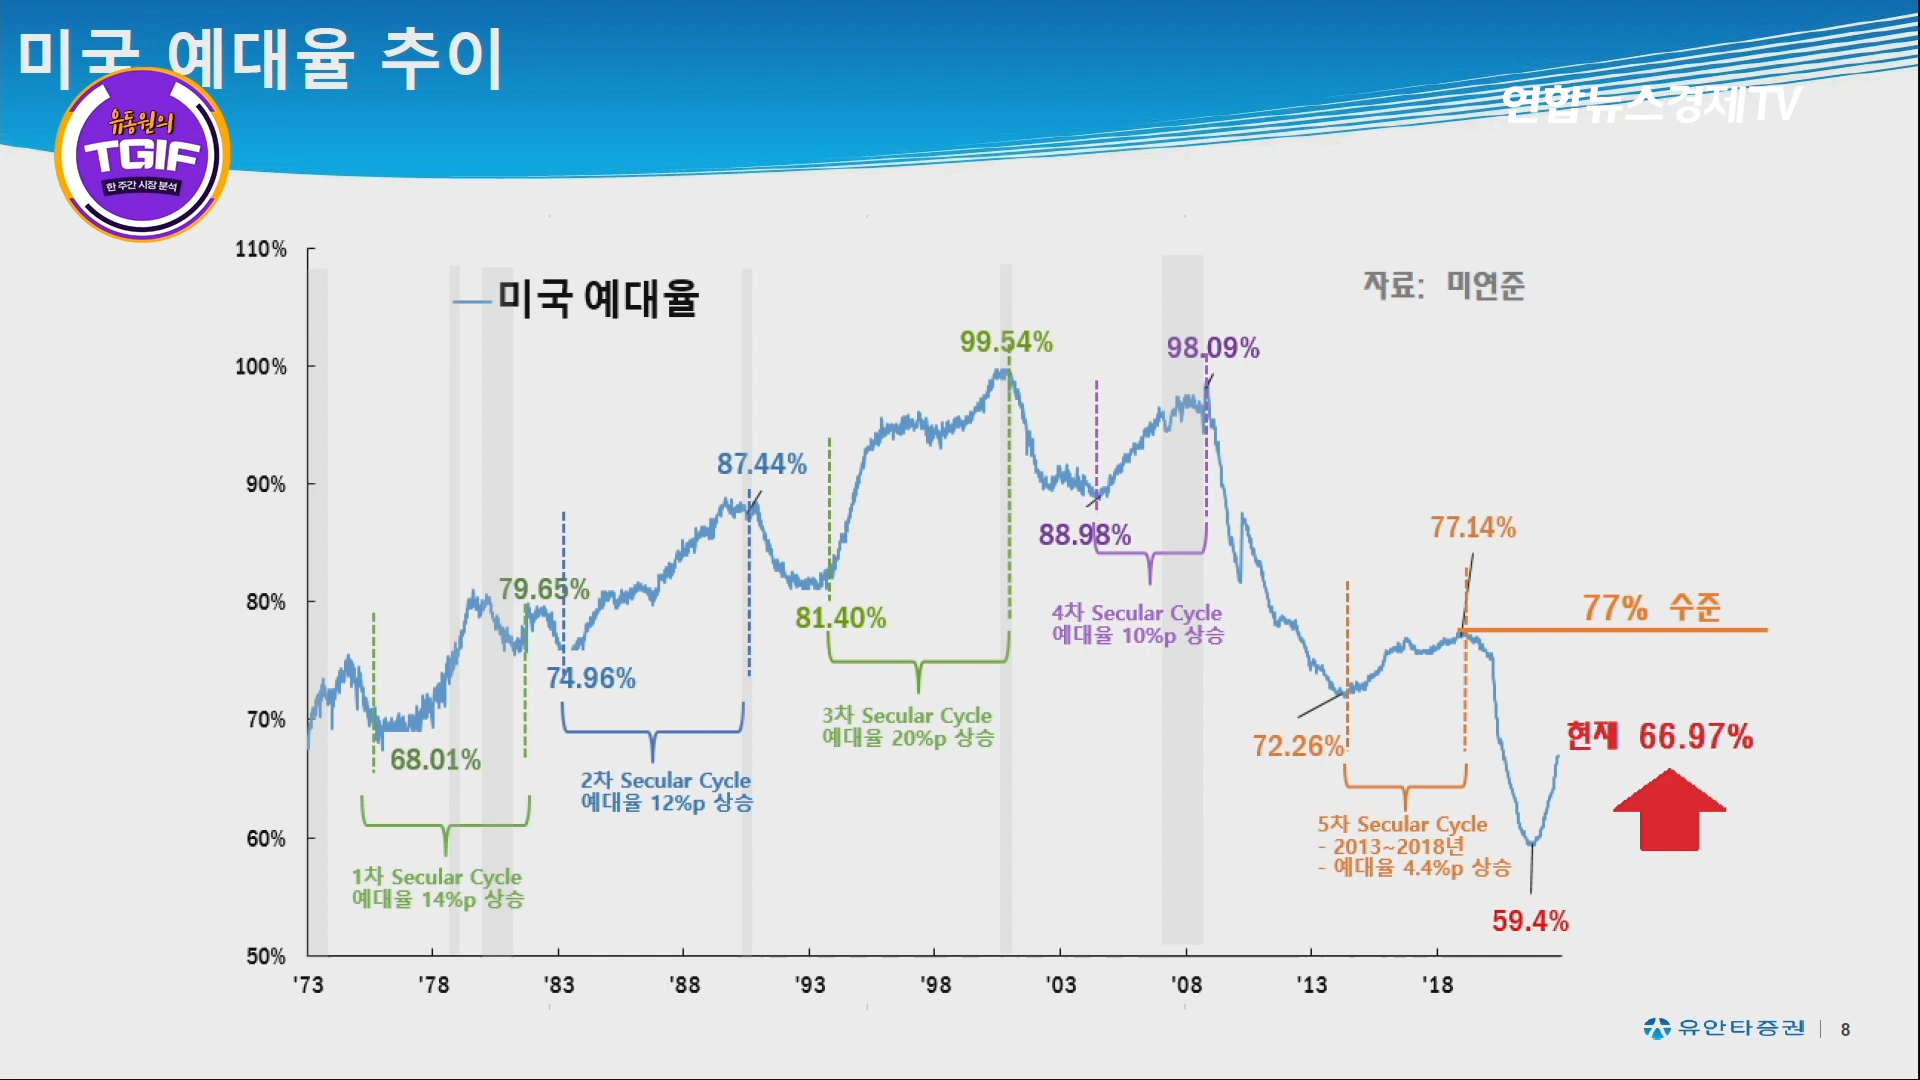 미국 예대율 추이
유동원의
TGIF
한 주간 시장 분석
연합뉴스경제TV
110%
100%
90%
80%
70%
60%
50%
미국 예대율
자료: 미연준
99.54%
98.09%
87.44%
88.98%
77.14%
79.65%
81.40%
77% 수준
74.96%
68.01%
72.26%
현재 66.97%
4차 Secular Cycle
예대율 10%p 상승
3차 Secular Cycle
예대율 20%p 상승
2차 Secular Cycle
예대율 12%p 상승
5차 Secular Cycle
- 2013~2018년
- 예대율 4.4%p 상승
1차 Secular Cycle
예대율 14%p 상승
59.4%
'73 '78 '83 '88 '93 '98 '03 '08 '13 '18
유안타증권 | 8